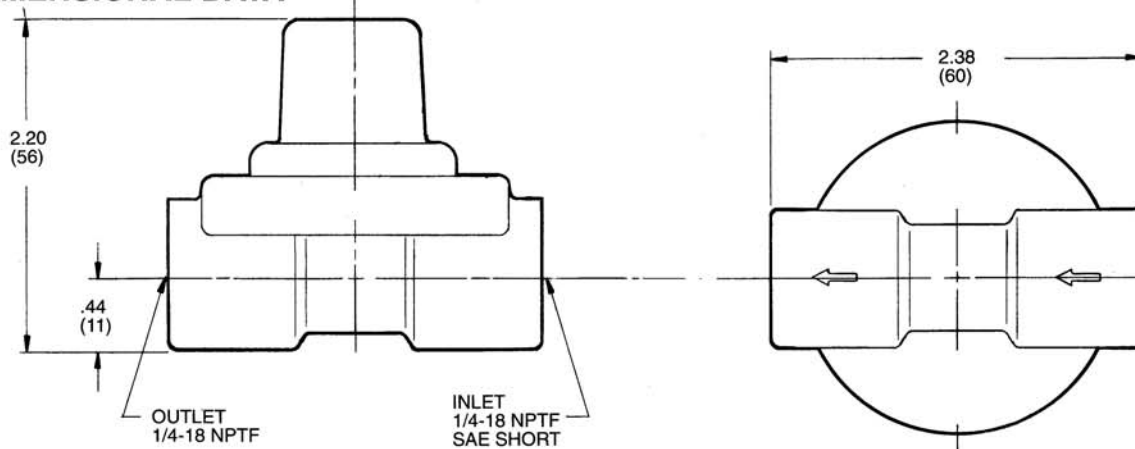 2.20
(56)
.44
(11)
OUTLET
1/4-18 NPTF
INLET
1/4-18 NPTF
SAE SHORT
2.38
(60)